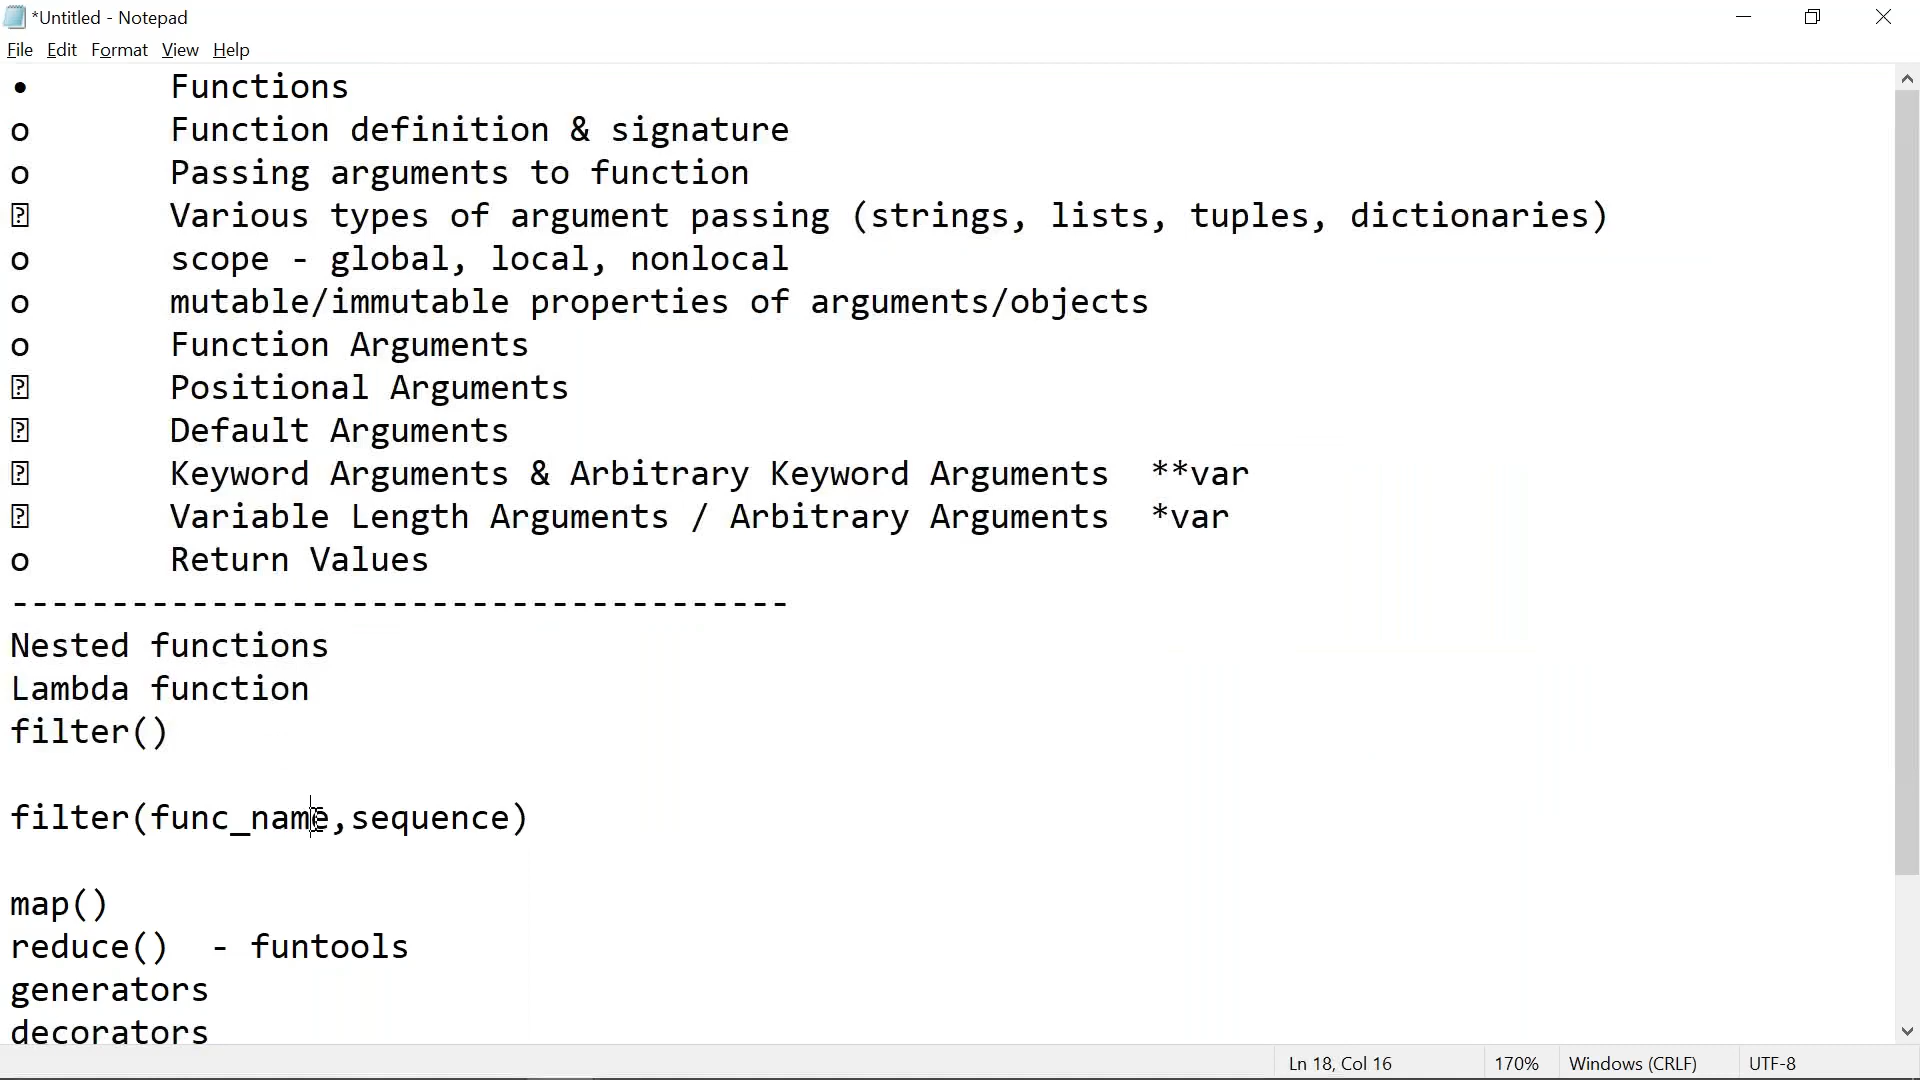 *Untitled - Notepad
File Edit Format View Help
• Functions
o Function definition & signature
o Passing arguments to function
⍰ Various types of argument passing (strings, lists, tuples, dictionaries)
o scope - global, local, nonlocal
o mutable/immutable properties of arguments/objects
o Function Arguments
⍰ Positional Arguments
⍰ Default Arguments
⍰ Keyword Arguments & Arbitrary Keyword Arguments **var
⍰ Variable Length Arguments / Arbitrary Arguments *var
o Return Values
---------------------------------------
Nested functions
Lambda function
filter()
filter(func_name,sequence)
map()
reduce() - funtools
generators
decorators
Ln 18, Col 16 170% Windows (CRLF) UTF-8